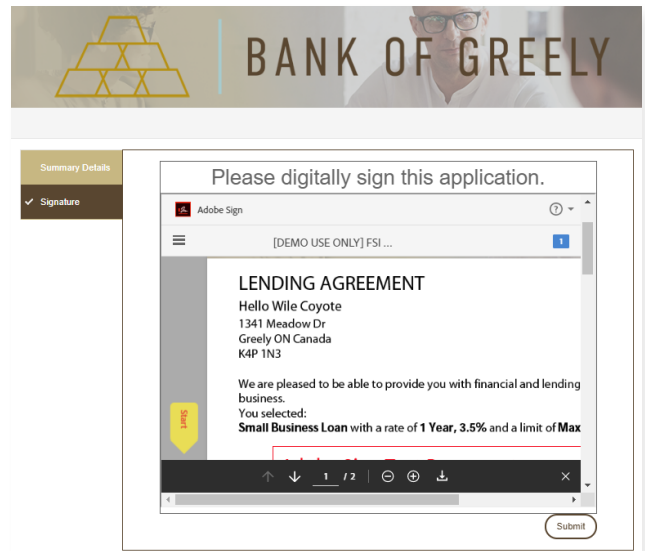 BANK OF GREELY
Summary Details
Signature
Please digitally sign this application.
Adobe Sign
[DEMO USE ONLY] FSI ...
1
LENDING AGREEMENT
Hello Wile Coyote
1341 Meadow Dr
Greely ON Canada
K4P 1N3
We are pleased to be able to provide you with financial and lending
business.
You selected:
Small Business Loan with a rate of 1 Year, 3.5% and a limit of Max
Start
1 / 2
Submit